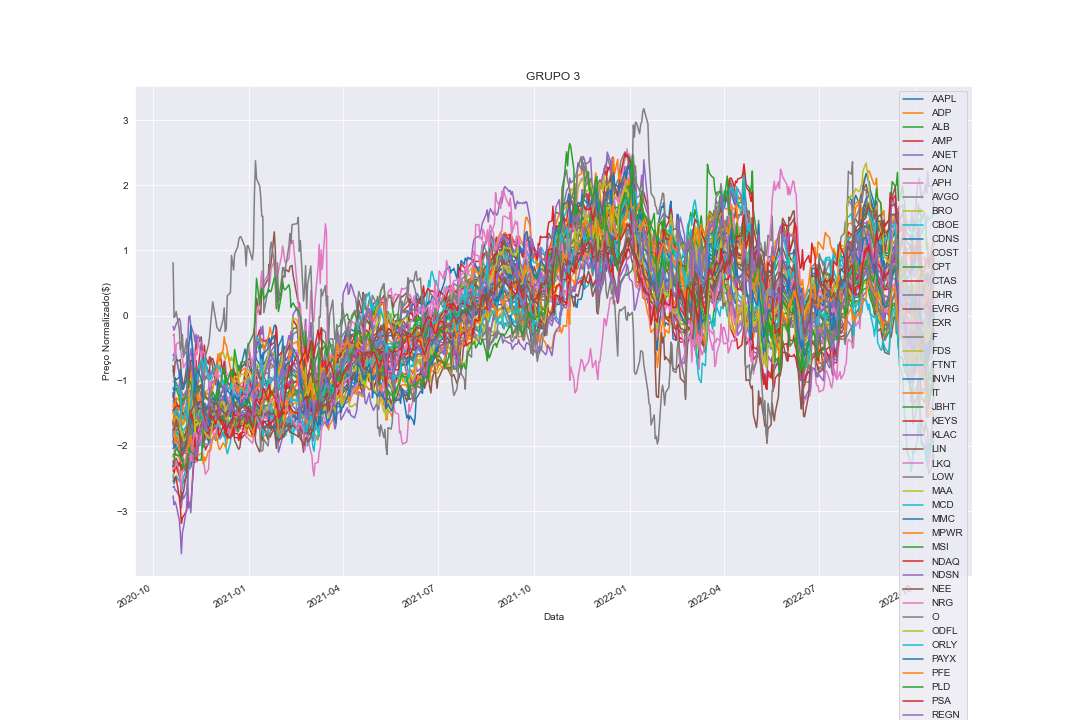 GRUPO 3
Preço Normalizado($)
3
2
1
0
−1
−2
−3
2020-10
2021-01
2021-04
2021-07
2021-10
2022-01
2022-04
2022-07
2022-10
Data
AAPL
ADP
ALB
AMP
ANET
AON
APH
AVGO
BRO
CBOE
CDNS
COST
CPT
CTAS
DHR
EVRG
EXR
F
FDS
FTNT
INVH
IT
JBHT
KEYS
KLAC
LIN
LKQ
LOW
MAA
MCD
MMC
MPWR
MSI
NDAQ
NDSN
NEE
NRG
O
ODFL
ORLY
PAYX
PFE
PLD
PSA
REGN